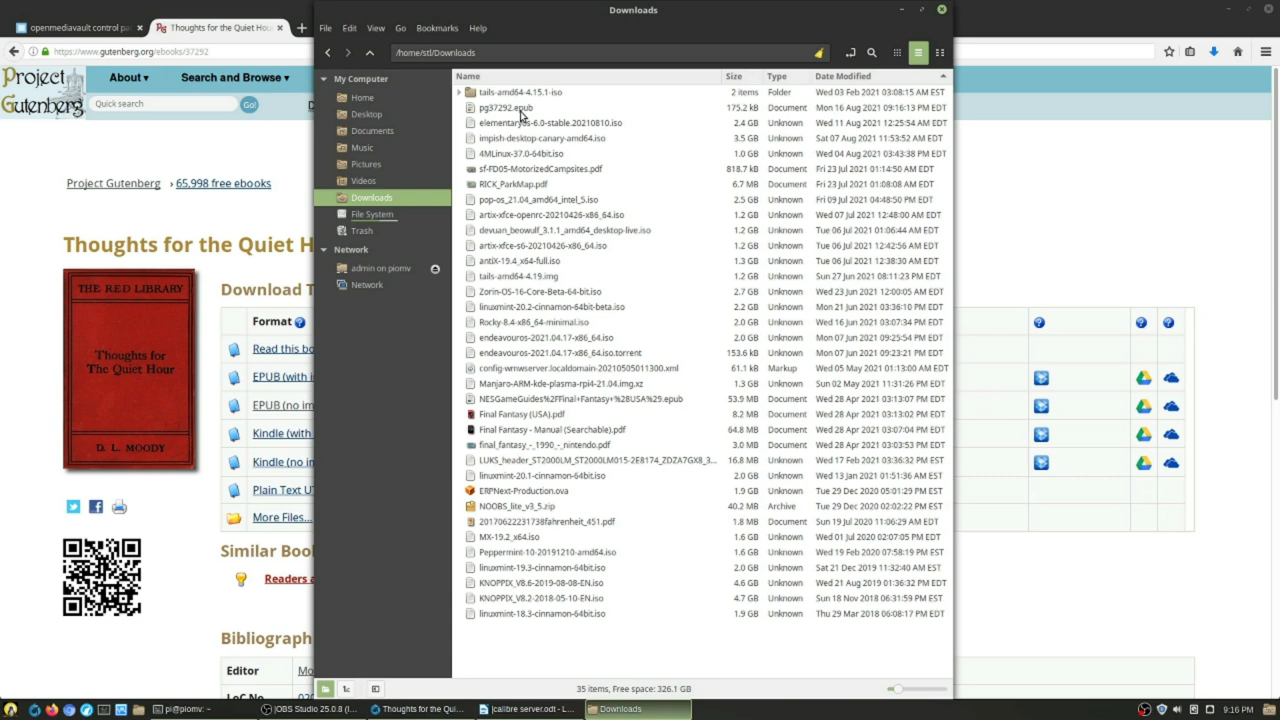 openmediavault control pa
Thoughts for the Quiet Hou
Downloads
File Edit View Go Bookmarks Help
https://www.gutenberg.org/ebooks/37292
/home/stl/Downloads
Project Gutenberg
About▾ Search and Browse▾
Quick search Go!
My Computer
Home
Desktop
Documents
Music
Pictures
Videos
Downloads
File System
Trash
Network
admin on piomv
Network
Name Size Type Date Modified
tails-amd64-4.15.1-iso 2 items Folder Wed 03 Feb 2021 03:08:15 AM EST
pg37292.epub 175.2 kB Document Mon 16 Aug 2021 09:16:13 PM EDT
elementaryos-6.0-stable.20210810.iso 2.4 GB Unknown Wed 11 Aug 2021 12:25:54 AM EDT
impish-desktop-canary-amd64.iso 3.5 GB Unknown Sat 07 Aug 2021 11:53:52 AM EDT
4MLinux-37.0-64bit.iso 1.0 GB Unknown Wed 04 Aug 2021 03:43:38 PM EDT
sf-FD05-MotorizedCampsites.pdf 818.7 kB Document Fri 23 Jul 2021 01:14:50 AM EDT
RICK_ParkMap.pdf 6.7 MB Document Fri 23 Jul 2021 01:08:08 AM EDT
pop-os_21.04_amd64_intel_5.iso 2.5 GB Unknown Fri 09 Jul 2021 04:48:50 PM EDT
artix-xfce-openrc-20210426-x86_64.iso 1.2 GB Unknown Wed 07 Jul 2021 12:48:00 AM EDT
devuan_beowulf_3.1.1_amd64_desktop-live.iso 1.2 GB Unknown Tue 06 Jul 2021 01:06:44 AM EDT
artix-xfce-s6-20210426-x86_64.iso 1.2 GB Unknown Tue 06 Jul 2021 12:42:56 AM EDT
antiX-19.4_x64-full.iso 1.3 GB Unknown Tue 06 Jul 2021 12:38:30 AM EDT
tails-amd64-4.19.img 1.2 GB Unknown Sun 27 Jun 2021 08:11:23 PM EDT
Zorin-OS-16-Core-Beta-64-bit.iso 2.7 GB Unknown Wed 23 Jun 2021 12:00:05 AM EDT
linuxmint-20.2-cinnamon-64bit-beta.iso 2.2 GB Unknown Mon 21 Jun 2021 03:36:10 PM EDT
Rocky-8.4-x86_64-minimal.iso 2.0 GB Unknown Wed 16 Jun 2021 03:07:34 PM EDT
endeavouros-2021.04.17-x86_64.iso 2.0 GB Unknown Mon 07 Jun 2021 09:25:54 PM EDT
endeavouros-2021.04.17-x86_64.iso.torrent 153.6 kB Unknown Mon 07 Jun 2021 09:23:21 PM EDT
config-wmwserver.localdomain-20210505011300.xml 61.1 kB Markup Wed 05 May 2021 01:13:00 AM EDT
Manjaro-ARM-kde-plasma-rpi4-21.04.img.xz 1.3 GB Unknown Sun 02 May 2021 11:31:26 PM EDT
NESGameGuides%2FFinal+Fantasy+%28USA%29.epub 53.9 MB Document Wed 28 Apr 2021 03:13:07 PM EDT
Final Fantasy (USA).pdf 8.2 MB Document Wed 28 Apr 2021 03:13:02 PM EDT
Final Fantasy - Manual (Searchable).pdf 64.8 MB Document Wed 28 Apr 2021 03:07:04 PM EDT
final_fantasy_-_1990_-_nintendo.pdf 3.0 MB Document Wed 28 Apr 2021 03:03:53 PM EDT
LUKS_header_ST2000LM_ST2000LM015-2E8174_ZDZA7GX8_3... 16.8 MB Unknown Wed 17 Feb 2021 03:36:32 PM EST
linuxmint-20.1-cinnamon-64bit.iso 2.0 GB Unknown Wed 13 Jan 2021 01:51:36 AM EST
ERPNext-Production.ova 1.9 GB Unknown Tue 29 Dec 2020 05:01:29 PM EST
NOOBS_lite_v3_5.zip 40.2 MB Archive Tue 29 Dec 2020 02:02:22 PM EST
20170622231738fahrenheit_451.pdf 1.8 MB Document Sun 19 Jul 2020 11:06:29 AM EDT
MX-19.2_x64.iso 1.6 GB Unknown Wed 01 Jul 2020 02:07:05 PM EDT
Peppermint-10-20191210-amd64.iso 1.6 GB Unknown Wed 19 Feb 2020 07:58:19 PM EST
linuxmint-19.3-cinnamon-64bit.iso 2.0 GB Unknown Sat 21 Dec 2019 11:32:40 AM EST
KNOPPIX_V8.6-2019-08-08-EN.iso 4.6 GB Unknown Wed 21 Aug 2019 01:36:32 PM EDT
KNOPPIX_V8.2-2018-05-10-EN.iso 4.7 GB Unknown Sun 18 Nov 2018 06:31:59 PM EST
linuxmint-18.3-cinnamon-64bit.iso 1.9 GB Unknown Thu 29 Mar 2018 06:08:17 PM EDT
35 items, Free space: 326.1 GB
Project Gutenberg › 65,998 free ebooks
Thoughts for the Quiet H
THE RED LIBRARY
Thoughts for
The Quiet Hour
D. L. MOODY
Download T
Format ?
Read this bo
EPUB (with i
EPUB (no im
Kindle (with
Kindle (no im
Plain Text UT
More Files...
Similar Boo
Readers a
Bibliograph
Editor Mo
LoC No. 020
pi@piomv: ~
OBS Studio 25.0.8 (l...
Thoughts for the Qui...
[calibre server.odt - L...
Downloads
9:16 PM